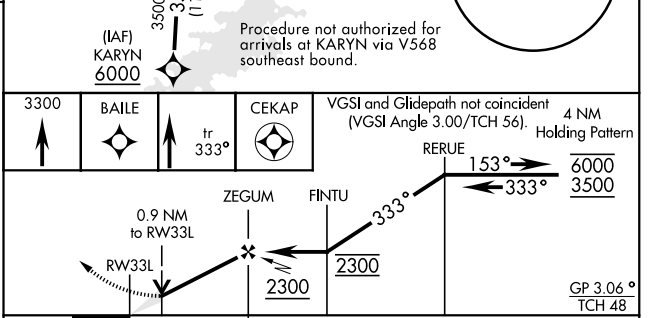 3500
(IAF)
KARYN
6000
Procedure not authorized for
arrivals at KARYN via V568
southeast bound.
3300
BAILE
tr
333°
CEKAP
VGSI and Glidepath not coincident
(VGSI Angle 3.00/TCH 56).
4 NM
Holding Pattern
RERUE
153°
333°
6000
3500
ZEGUM
FINTU
333°
0.9 NM
to RW33L
RW33L
2300
2300
GP 3.06°
TCH 48